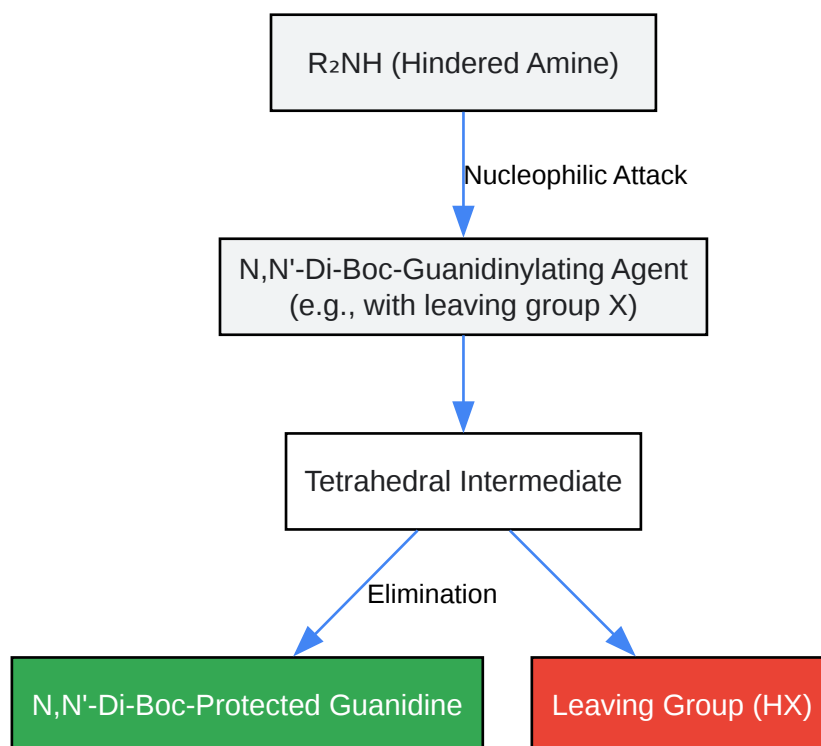 R₂NH (Hindered Amine)
Nucleophilic Attack
N,N'-Di-Boc-Guanidinylating Agent
(e.g., with leaving group X)
Tetrahedral Intermediate
Elimination
N,N'-Di-Boc-Protected Guanidine
Leaving Group (HX)